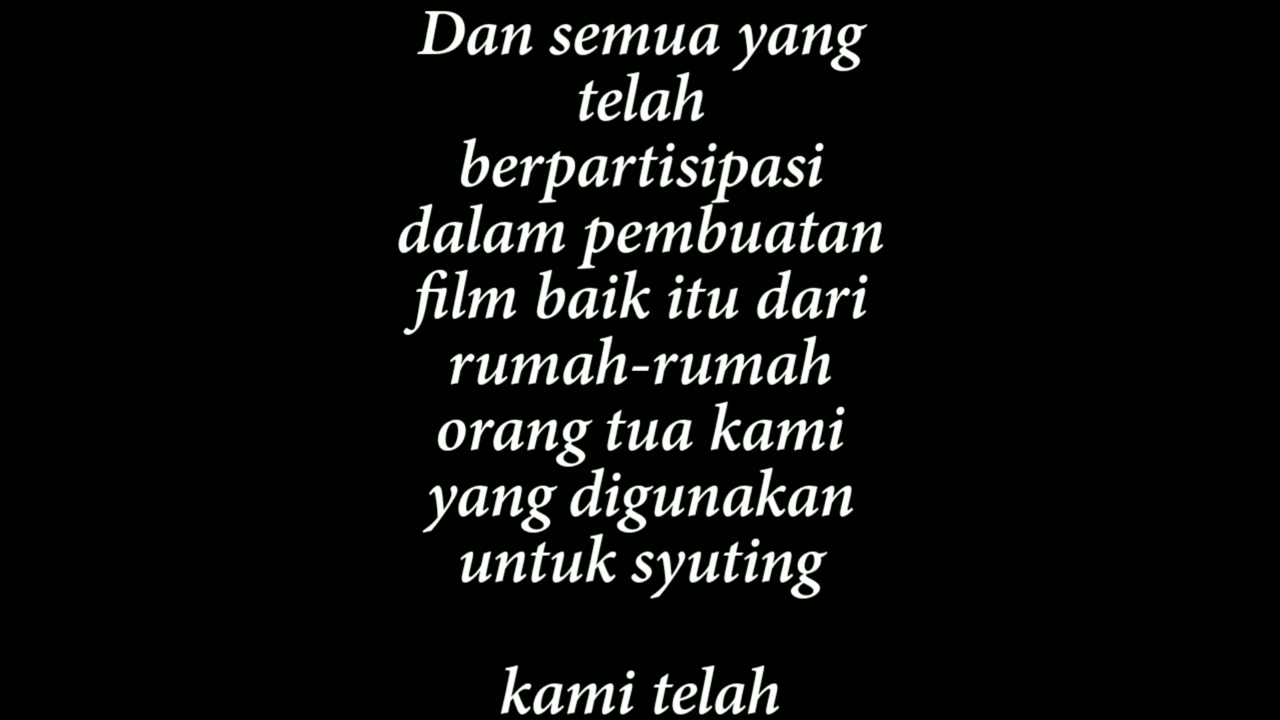 Dan semua yang
telah
berpartisipasi
dalam pembuatan
film baik itu dari
rumah-rumah
orang tua kami
yang digunakan
untuk syuting
kami telah